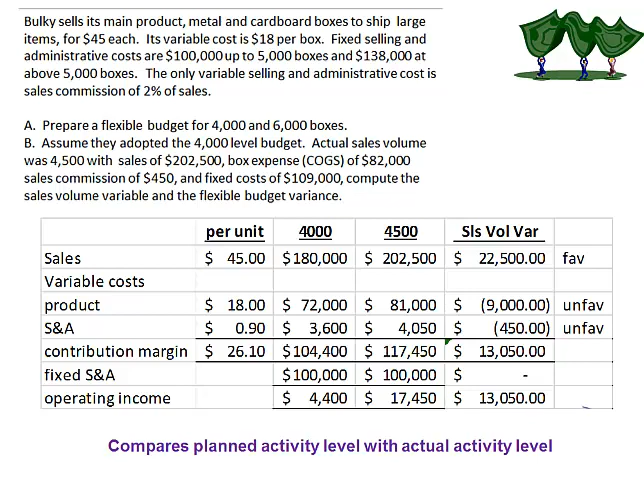 Bulky sells its main product, metal and cardboard boxes to ship large
items, for $45 each. Its variable cost is $18 per box. Fixed selling and
administrative costs are $100,000 up to 5,000 boxes and $138,000 at
above 5,000 boxes. The only variable selling and administrative cost is
sales commission of 2% of sales.
A. Prepare a flexible budget for 4,000 and 6,000 boxes.
B. Assume they adopted the 4,000 level budget. Actual sales volume
was 4,500 with sales of $202,500, box expense (COGS) of $82,000
sales commission of $450, and fixed costs of $109,000, compute the
sales volume variable and the flexible budget variance.
per unit 4000 4500 Sls Vol Var
Sales $ 45.00 $180,000 $ 202,500 $ 22,500.00 fav
Variable costs
product $ 18.00 $ 72,000 $ 81,000 $ (9,000.00) unfav
S&A $ 0.90 $ 3,600 $ 4,050 $ (450.00) unfav
contribution margin $ 26.10 $104,400 $ 117,450 $ 13,050.00
fixed S&A $100,000 $ 100,000 $ -
operating income $ 4,400 $ 17,450 $ 13,050.00
Compares planned activity level with actual activity level